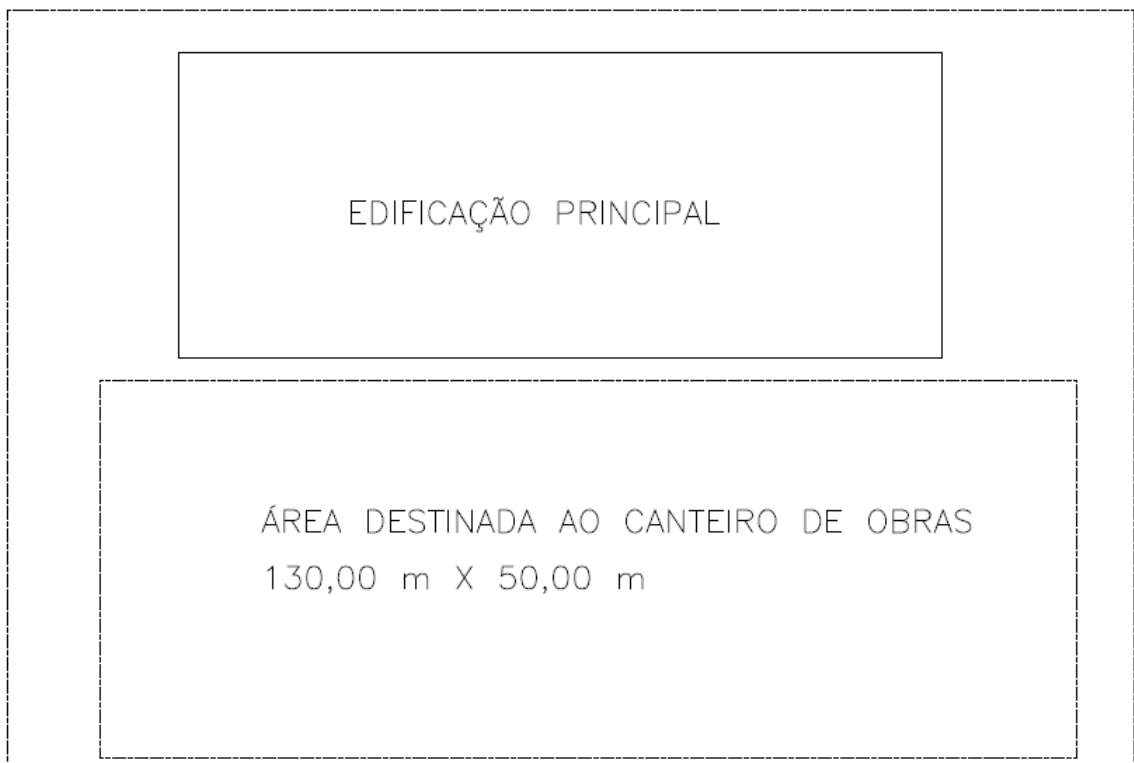 EDIFICAÇÃO PRINCIPAL
ÁREA DESTINADA AO CANTEIRO DE OBRAS
130,00 m X 50,00 m